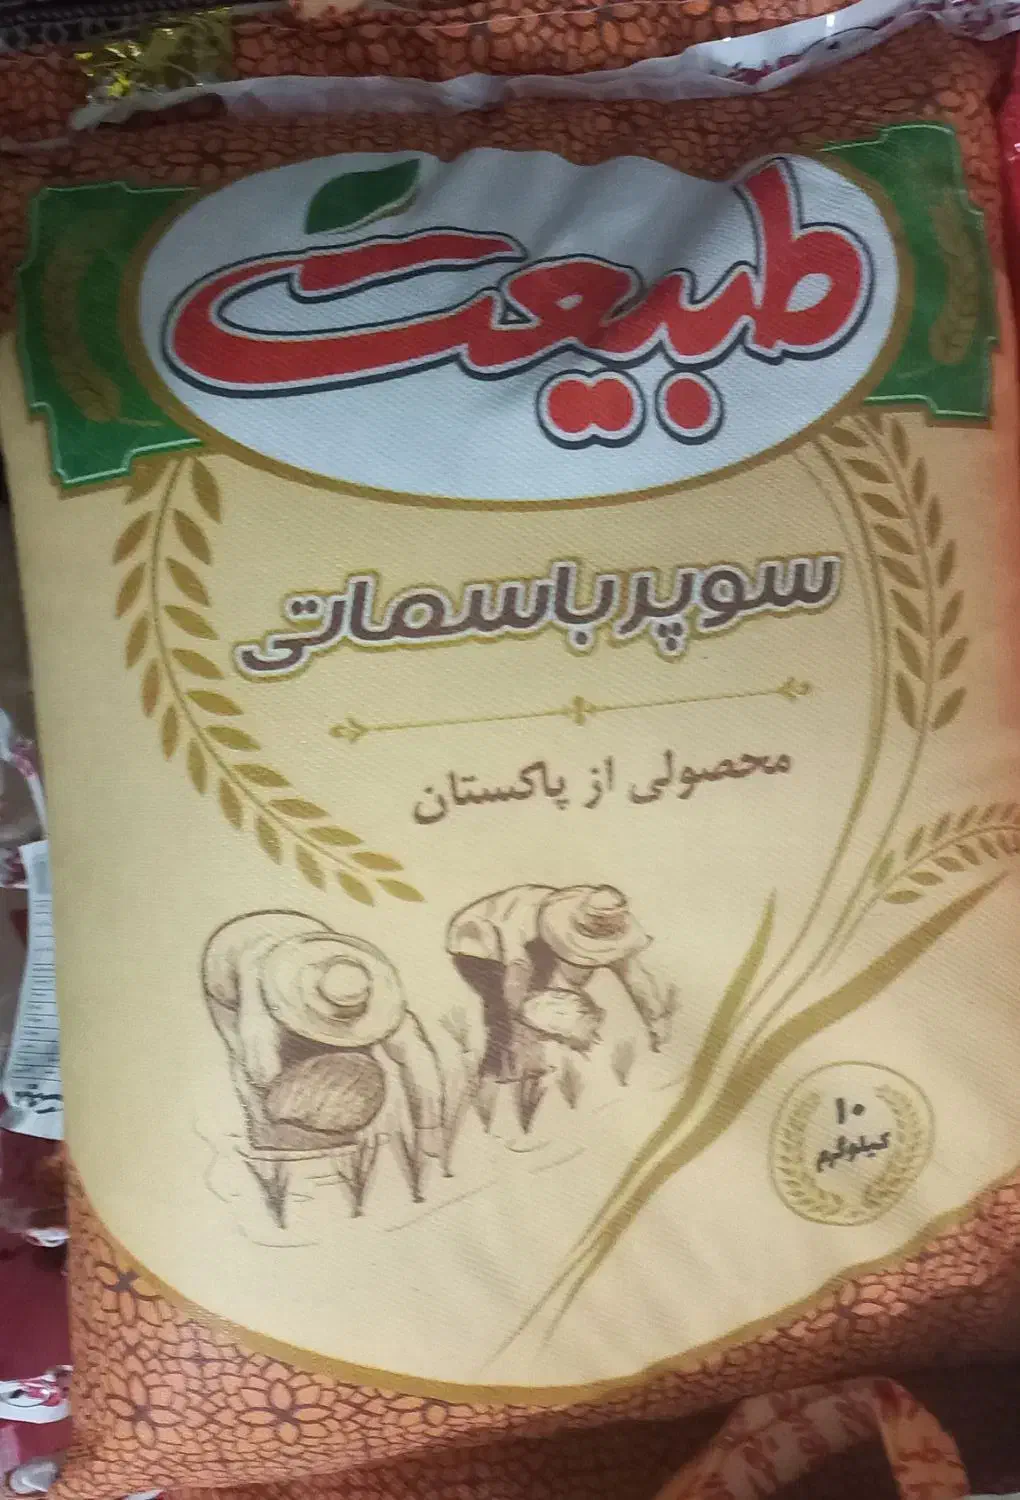 طبیعت
سوپر باسماتی
محصولی از پاکستان
۱۰
کیلوگرم